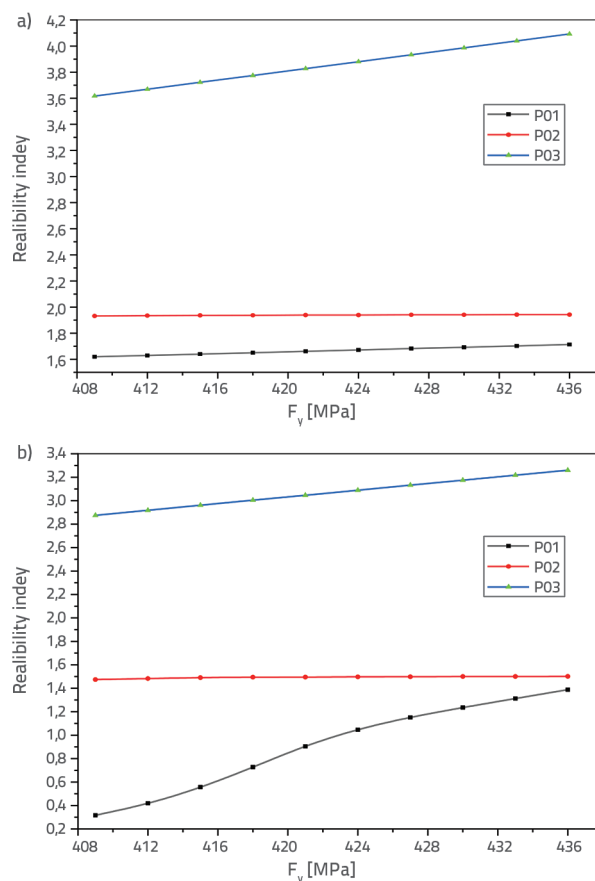 a)
4,2
4,0
3,8
3,6
3,4
3,2
3,0
2,8
2,6
2,4
2,2
2,0
1,8
1,6
Realibility indey
P01
P02
P03
408 412 416 420 424 428 432 436
F_y [MPa]
b)
3,4
3,2
3,0
2,8
2,6
2,4
2,2
2,0
1,8
1,6
1,4
1,2
1,0
0,8
0,6
0,4
0,2
Realibility indey
P01
P02
P03
408 412 416 420 424 428 432 436
F_y [MPa]